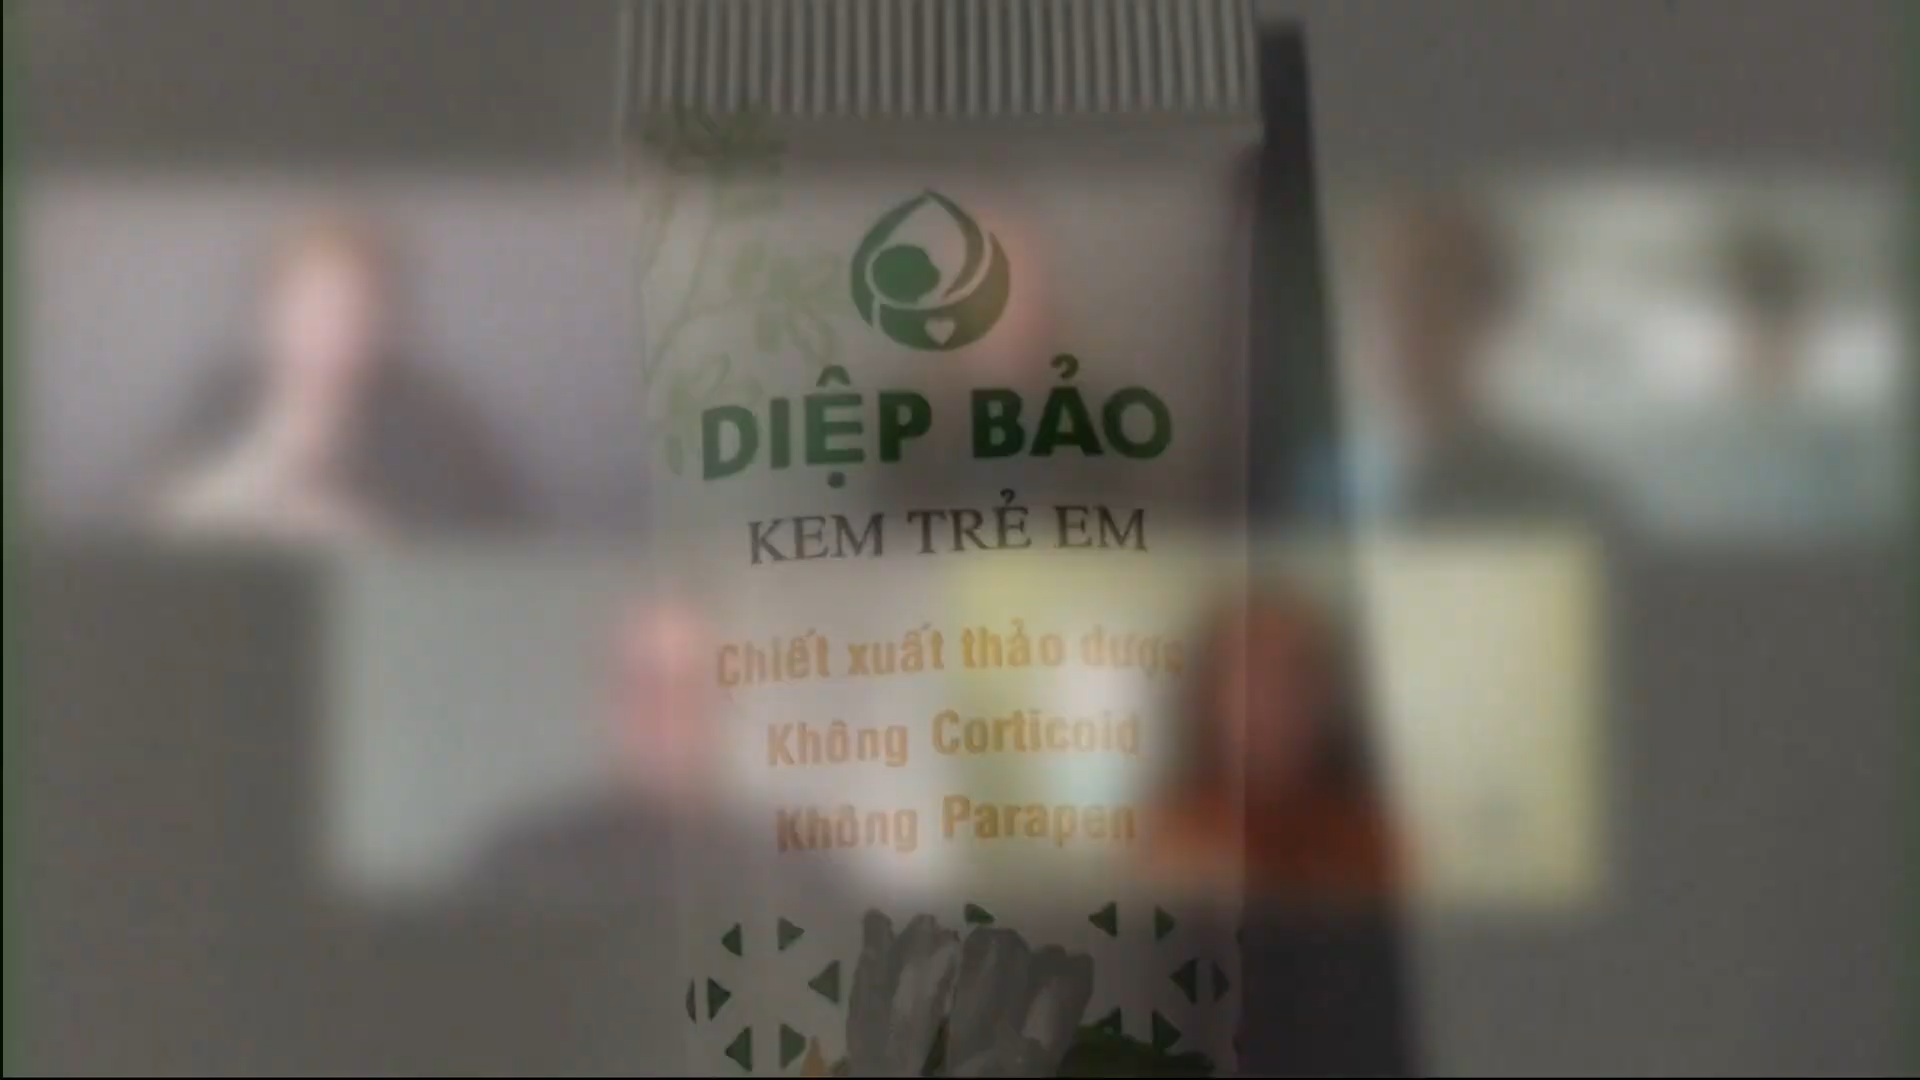 DIỆP BẢO
KEM TRẺ EM
Chiết xuất thảo dược
Không Corticoid
Không Parapen